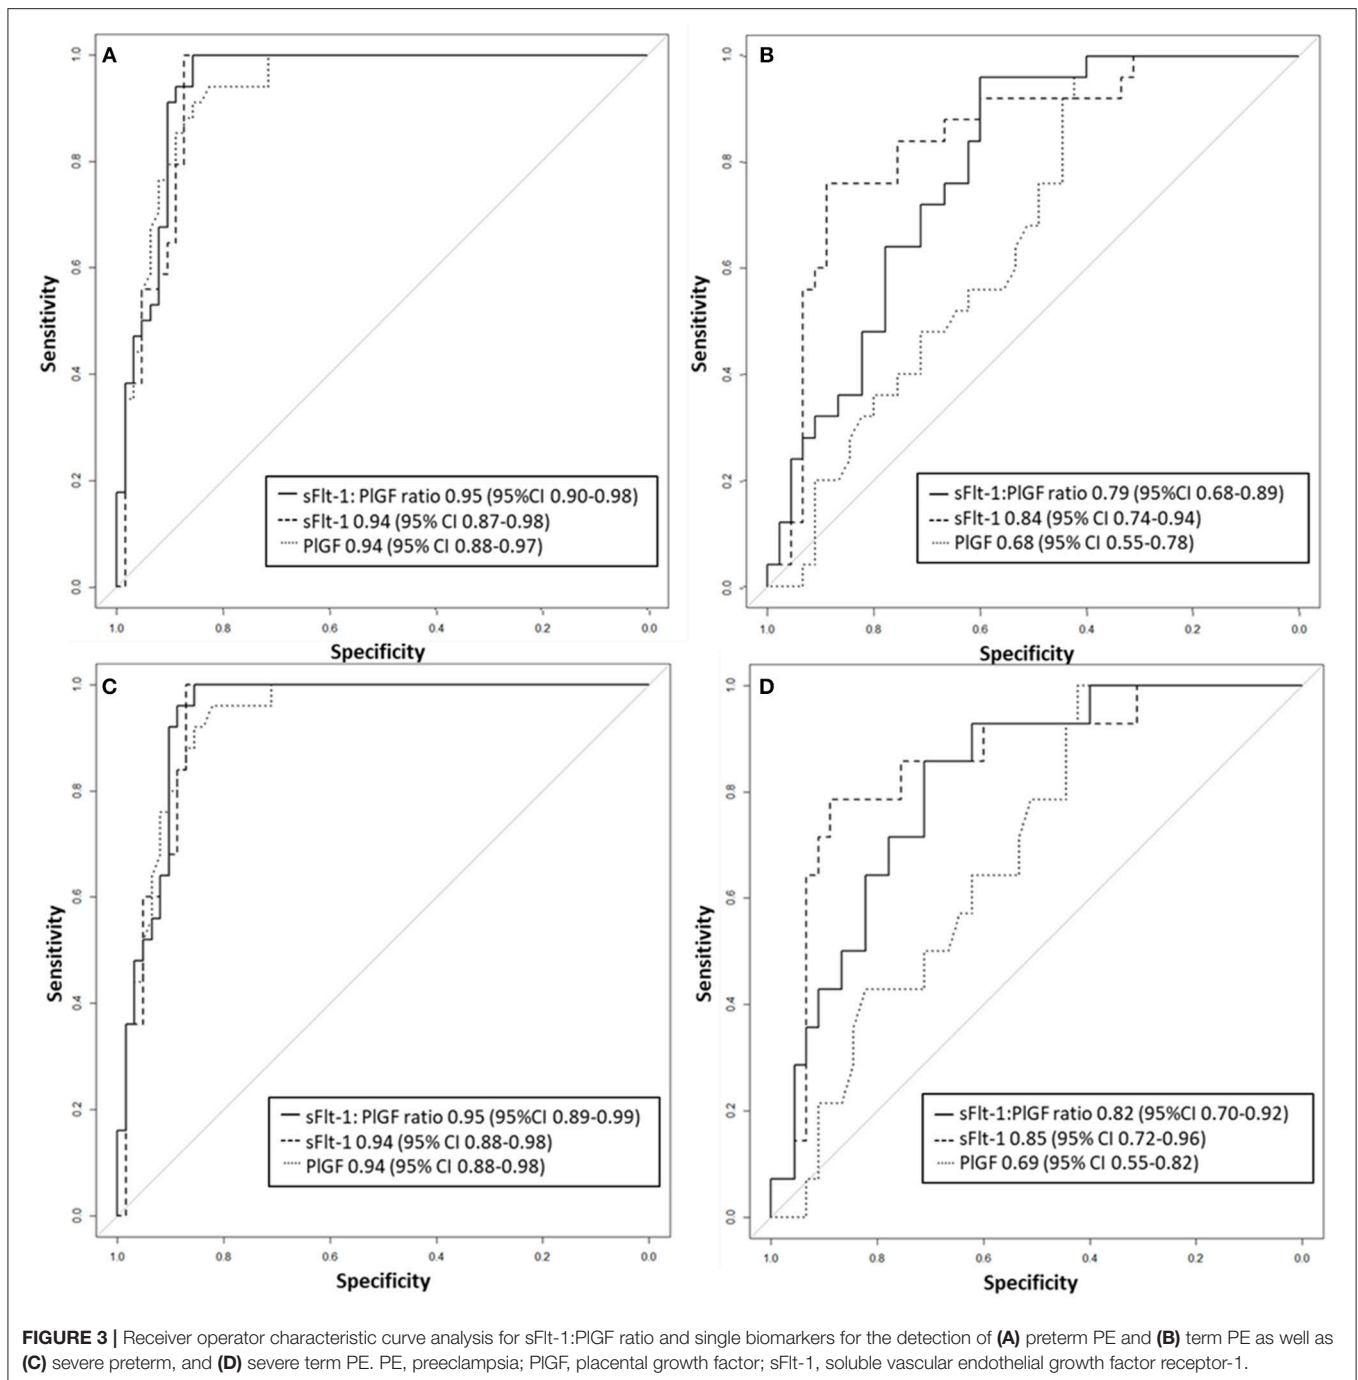 A
1.0
0.8
0.6
0.4
0.2
0.0
Sensitivity
sFlt-1: PlGF ratio 0.95 (95%CI 0.90-0.98)
sFlt-1 0.94 (95% CI 0.87-0.98)
PlGF 0.94 (95% CI 0.88-0.97)
1.0 0.8 0.6 0.4 0.2 0.0
Specificity
B
1.0
0.8
0.6
0.4
0.2
0.0
Sensitivity
sFlt-1:PlGF ratio 0.79 (95%CI 0.68-0.89)
sFlt-1 0.84 (95% CI 0.74-0.94)
PlGF 0.68 (95% CI 0.55-0.78)
1.0 0.8 0.6 0.4 0.2 0.0
Specificity
C
1.0
0.8
0.6
0.4
0.2
0.0
Sensitivity
sFlt-1: PlGF ratio 0.95 (95%CI 0.89-0.99)
sFlt-1 0.94 (95% CI 0.88-0.98)
PlGF 0.94 (95% CI 0.88-0.98)
1.0 0.8 0.6 0.4 0.2 0.0
Specificity
D
1.0
0.8
0.6
0.4
0.2
0.0
Sensitivity
sFlt-1:PlGF ratio 0.82 (95%CI 0.70-0.92)
sFlt-1 0.85 (95% CI 0.72-0.96)
PlGF 0.69 (95% CI 0.55-0.82)
1.0 0.8 0.6 0.4 0.2 0.0
Specificity
FIGURE 3 | Receiver operator characteristic curve analysis for sFlt-1:PlGF ratio and single biomarkers for the detection of (A) preterm PE and (B) term PE as well as
(C) severe preterm, and (D) severe term PE. PE, preeclampsia; PlGF, placental growth factor; sFlt-1, soluble vascular endothelial growth factor receptor-1.